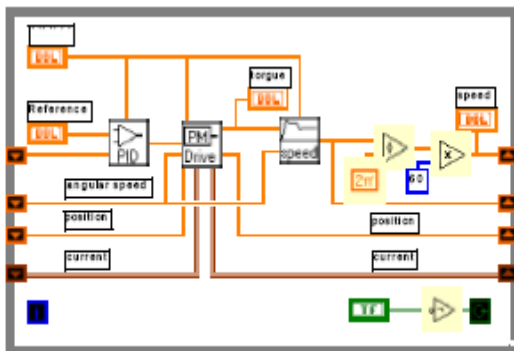 DBL
torgue
DBL
speed
DBL
Reference
DBL
PM
Drive
PID
speed
2π
x
60
angular speed
position
position
current
current
i
TF